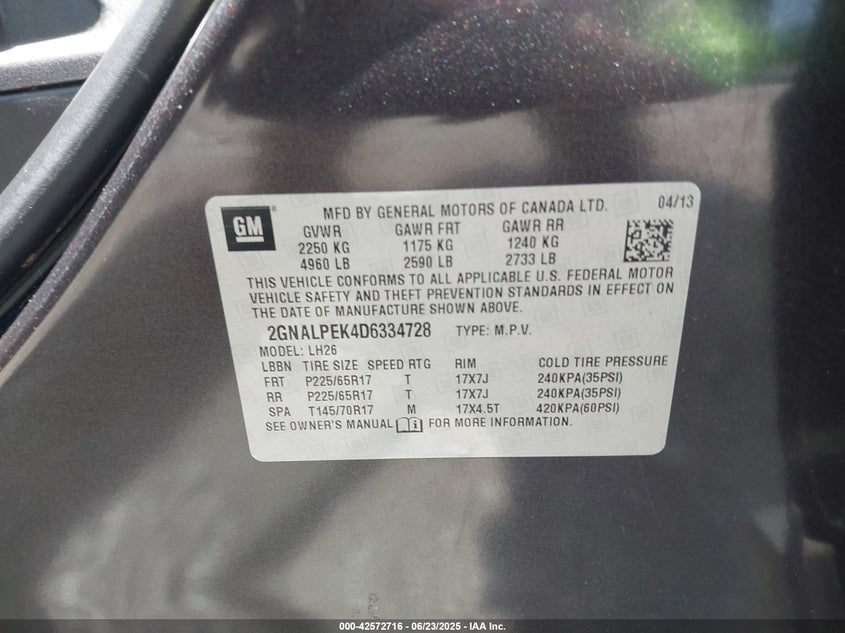 GM ®
MFD BY GENERAL MOTORS OF CANADA LTD. 04/13
GVWR GAWR FRT GAWR RR
2250 KG 1175 KG 1240 KG
4960 LB 2590 LB 2733 LB
THIS VEHICLE CONFORMS TO ALL APPLICABLE U.S. FEDERAL MOTOR
VEHICLE SAFETY AND THEFT PREVENTION STANDARDS IN EFFECT ON
THE DATE OF MANUFACTURE SHOWN ABOVE.
2GNALPEK4D6334728 TYPE: M.P.V.
MODEL: LH26
LBBN TIRE SIZE SPEED RTG RIM COLD TIRE PRESSURE
FRT P225/65R17 T 17X7J 240KPA(35PSI)
RR P225/65R17 T 17X7J 240KPA(35PSI)
SPA T145/70R17 M 17X4.5T 420KPA(60PSI)
SEE OWNER'S MANUAL FOR MORE INFORMATION.
000-42572716 | 06/23/2025 - IAA Inc.